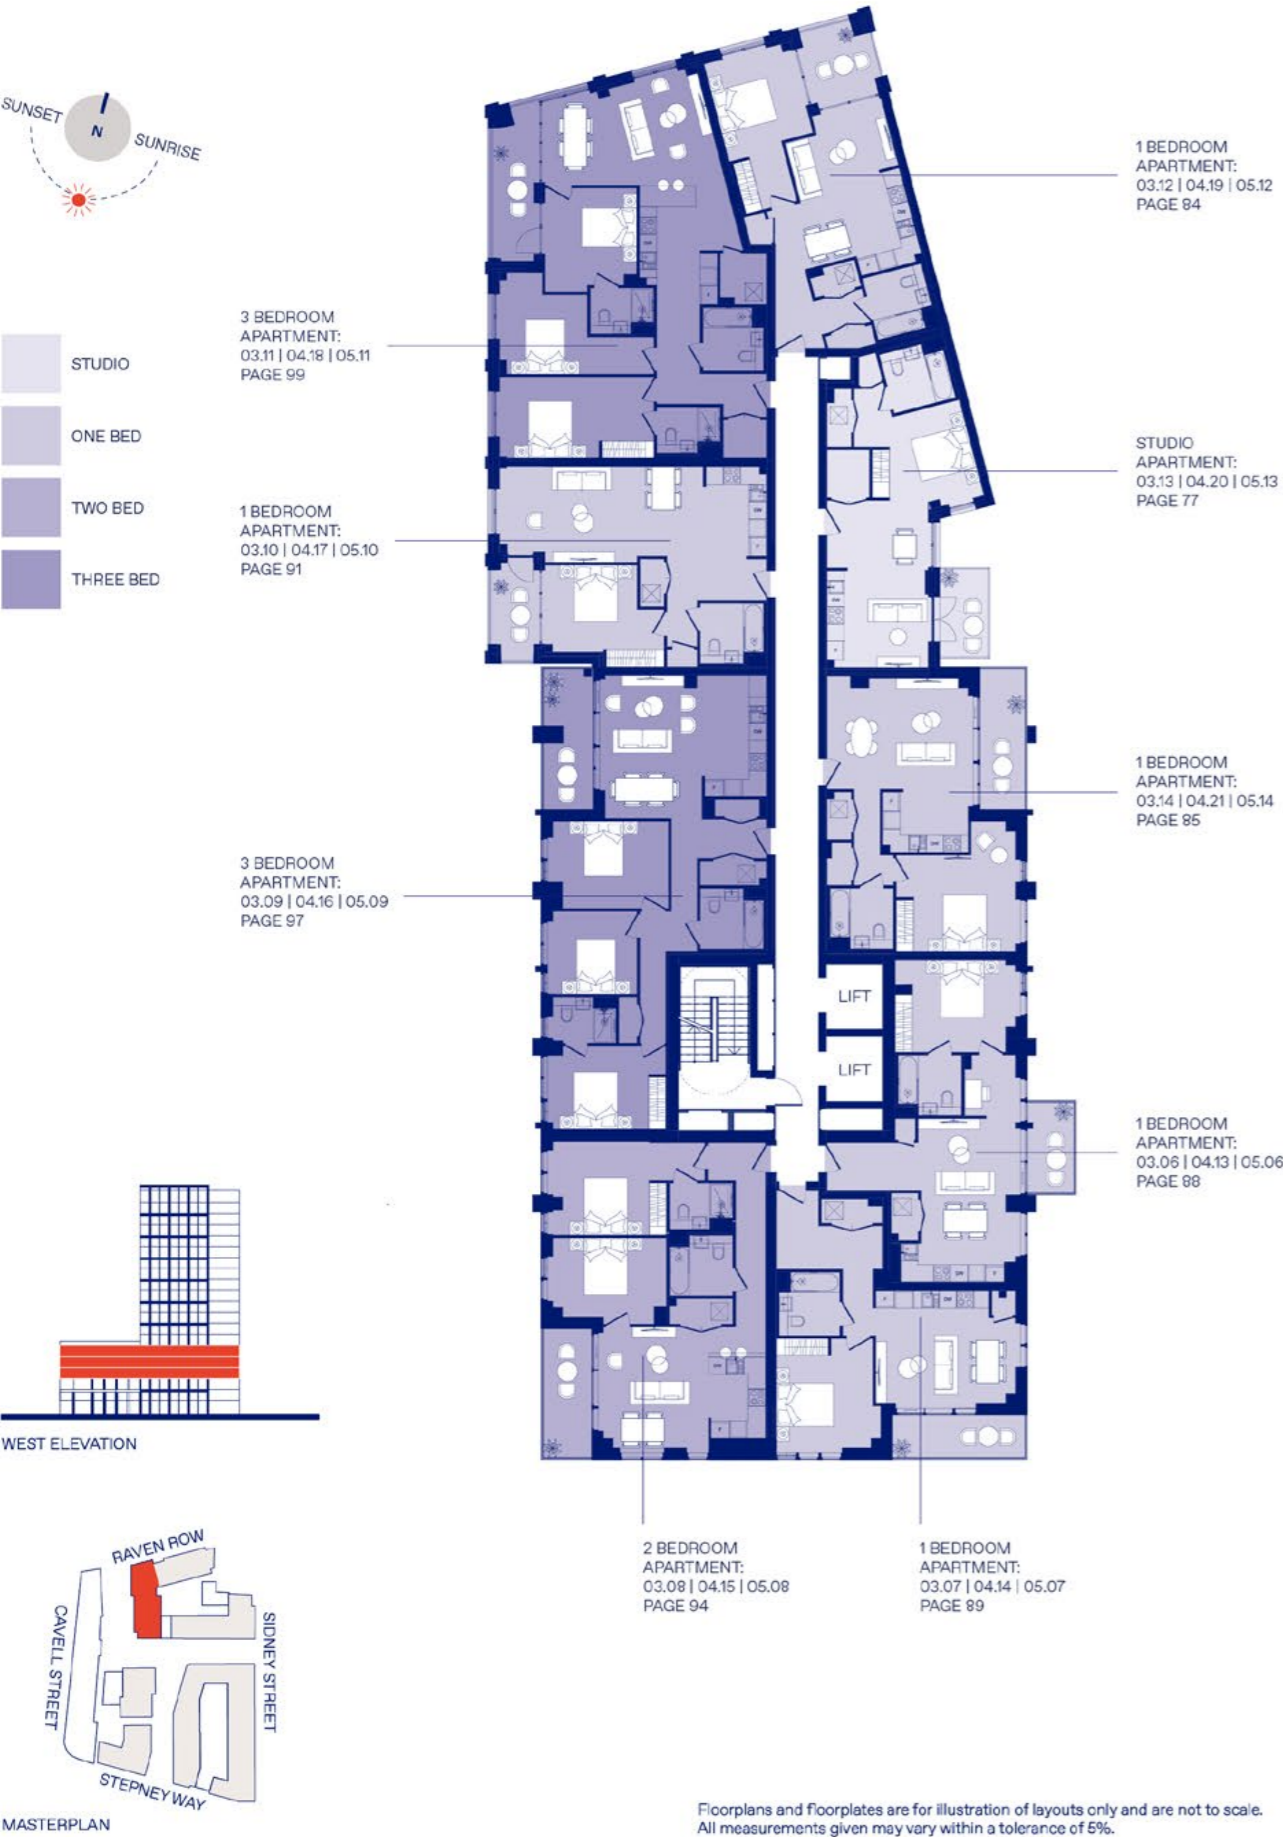 SUNSET
N
SUNRISE
STUDIO
ONE BED
TWO BED
THREE BED
3 BEDROOM
APARTMENT:
03.11 | 04.18 | 05.11
PAGE 99
1 BEDROOM
APARTMENT:
03.10 | 04.17 | 05.10
PAGE 91
3 BEDROOM
APARTMENT:
03.09 | 04.16 | 05.09
PAGE 97
1 BEDROOM
APARTMENT:
03.12 | 04.19 | 05.12
PAGE 84
STUDIO
APARTMENT:
03.13 | 04.20 | 05.13
PAGE 77
1 BEDROOM
APARTMENT:
03.14 | 04.21 | 05.14
PAGE 85
LIFT
LIFT
1 BEDROOM
APARTMENT:
03.06 | 04.13 | 05.06
PAGE 88
2 BEDROOM
APARTMENT:
03.08 | 04.15 | 05.08
PAGE 94
1 BEDROOM
APARTMENT:
03.07 | 04.14 | 05.07
PAGE 89
WEST ELEVATION
RAVEN ROW
CAVELL STREET
SIDNEY STREET
STEPNEY WAY
MASTERPLAN
Floorplans and floorplates are for illustration of layouts only and are not to scale.
All measurements given may vary within a tolerance of 5%.